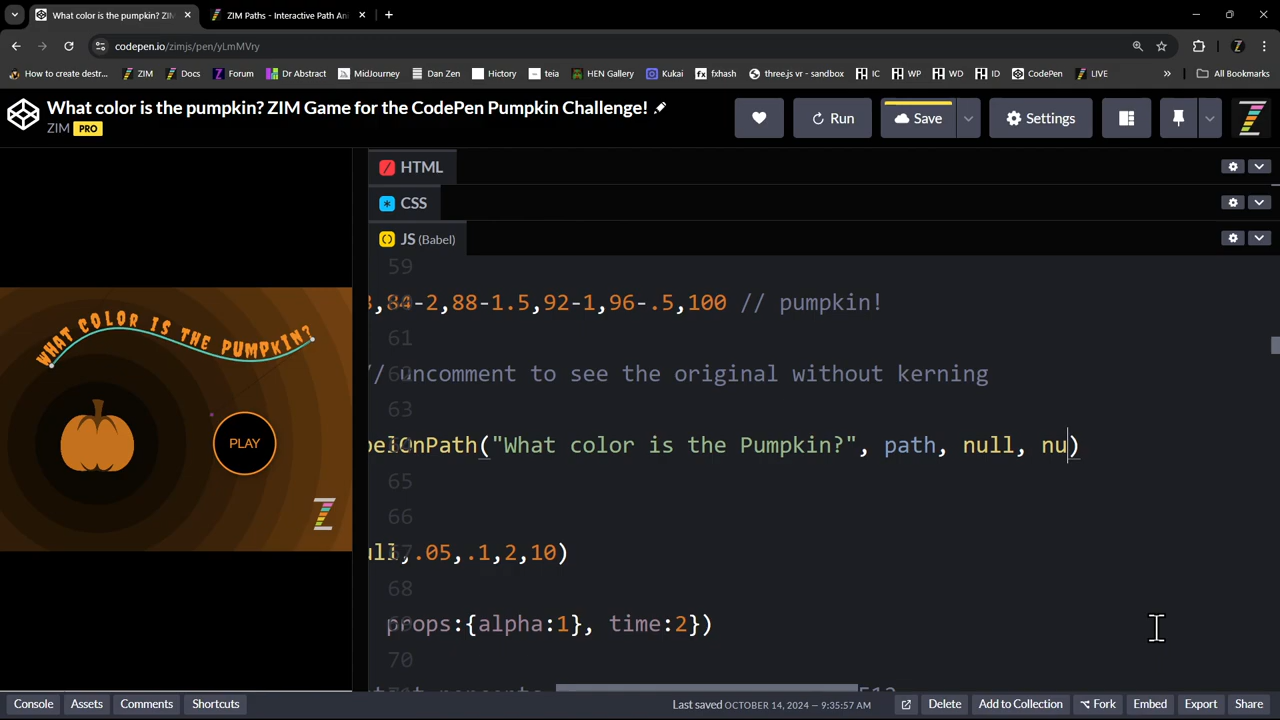 What color is the pumpkin? ZIM
ZIM Paths - Interactive Path Ani
codepen.io/zimjs/pen/yLmMVry
How to create destr... ZIM Docs Forum Dr Abstract MidJourney Dan Zen Hictory teia HEN Gallery Kukai fxhash three.js vr - sandbox IC WP WD ID CodePen LIVE » All Bookmarks
What color is the pumpkin? ZIM Game for the CodePen Pumpkin Challenge!
ZIM PRO
Run Save Settings
HTML
CSS
JS (Babel)
59
,84-2,88-1.5,92-1,96-.5,100 // pumpkin!
61
// uncomment to see the original without kerning
63
belOnPath("What color is the Pumpkin?", path, null, nu)
65
66
ull,.05,.1,2,10)
68
props:{alpha:1}, time:2})
70
WHAT COLOR IS THE PUMPKIN?
PLAY
Console Assets Comments Shortcuts Last saved OCTOBER 14, 2024 — 9:35:57 AM Delete Add to Collection Fork Embed Export Share